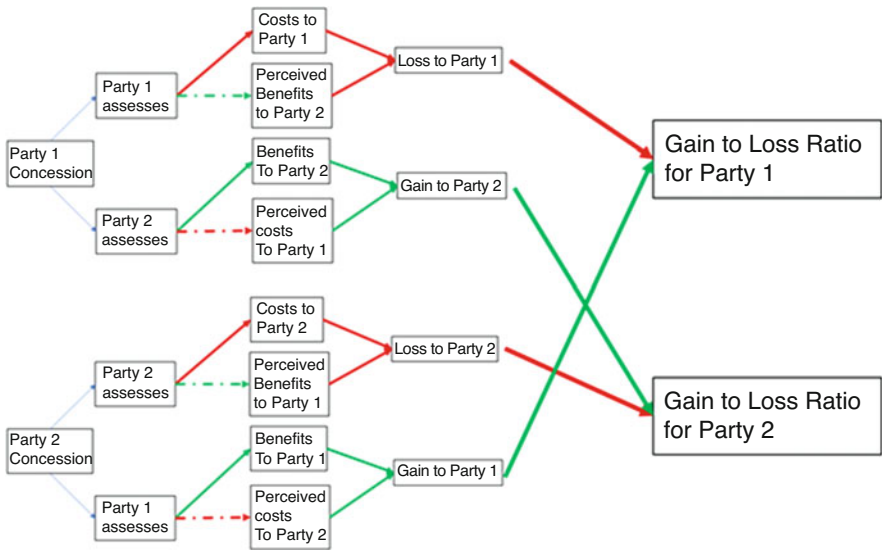 Costs to
Party 1
Loss to Party 1
Party 1
assesses
Perceived
Benefits
to Party 2
Party 1
Concession
Benefits
To Party 2
Gain to Party 2
Party 2
assesses
Perceived
costs
To Party 1
Gain to Loss Ratio
for Party 1
Costs to
Party 2
Loss to Party 2
Party 2
assesses
Perceived
Benefits
to Party 1
Party 2
Concession
Benefits
To Party 1
Gain to Party 1
Party 1
assesses
Perceived
costs
To Party 2
Gain to Loss Ratio
for Party 2